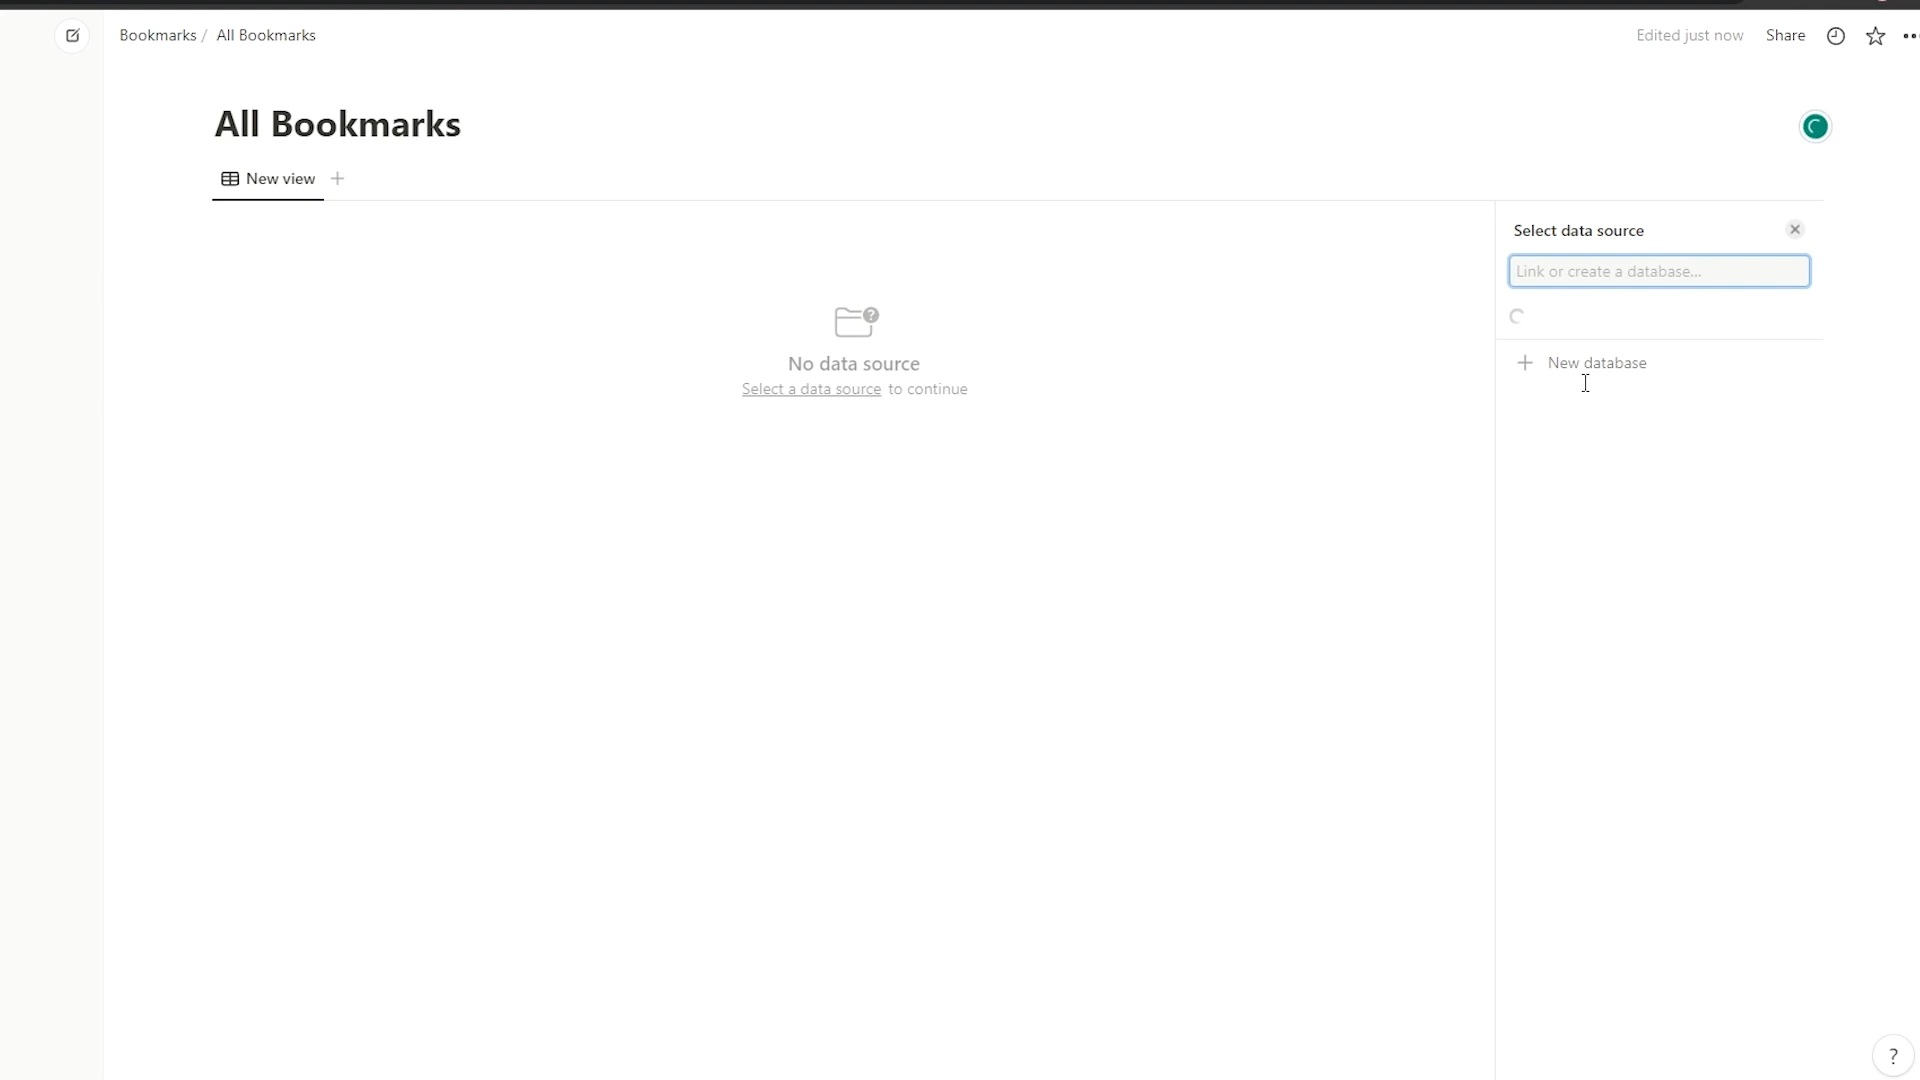 Bookmarks / All Bookmarks
Edited just now Share
All Bookmarks
New view
Select data source
Link or create a database...
No data source
Select a data source to continue
New database
?